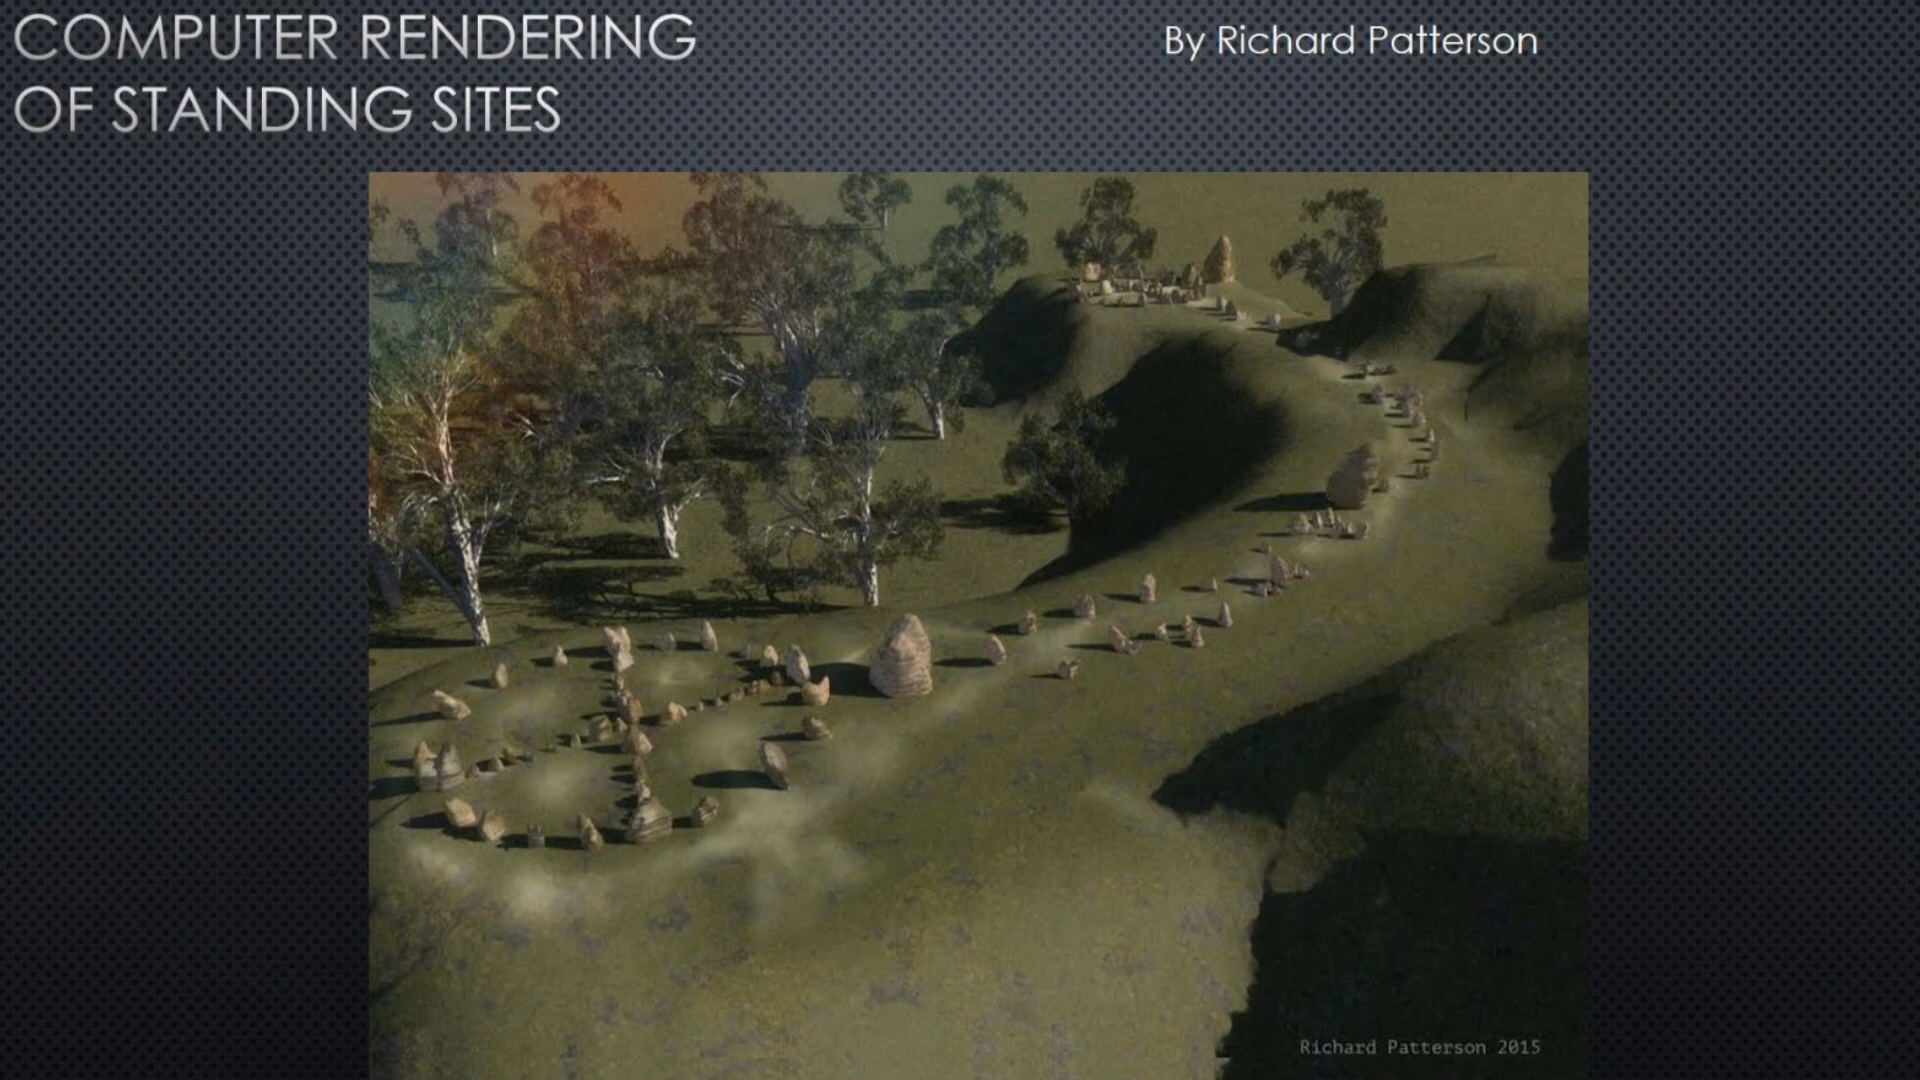 COMPUTER RENDERING
OF STANDING SITES
By Richard Patterson
Richard Patterson 2015